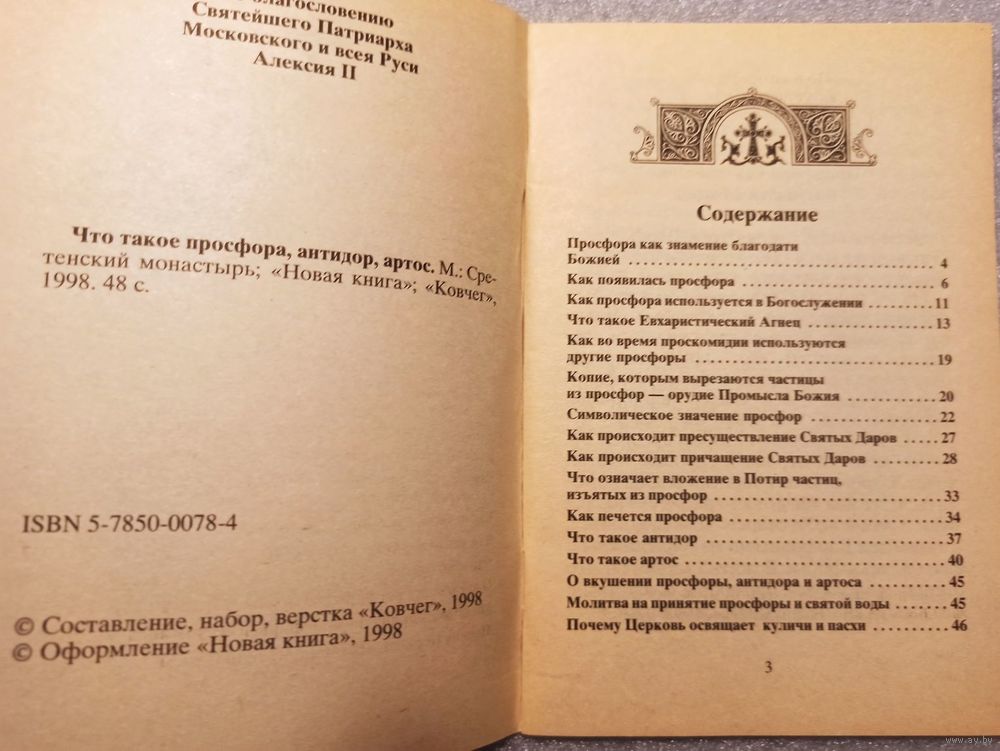 благословению
Святейшего Патриарха
Московского и всея Руси
Алексия II
Что такое просфора, антидор, артос. М.: Сре-
тенский монастырь; «Новая книга»; «Ковчег»,
1998. 48 с.
ISBN 5-7850-0078-4
© Составление, набор, верстка «Ковчег», 1998
© Оформление «Новая книга», 1998
Содержание
Просфора как знамение благодати
Божией ........ 4
Как появилась просфора ........ 6
Как просфора используется в Богослужении ........ 11
Что такое Евхаристический Агнец ........ 13
Как во время проскомидии используются
другие просфоры ........ 19
Копие, которым вырезаются частицы
из просфор — орудие Промысла Божия ........ 20
Символическое значение просфор ........ 22
Как происходит пресуществление Святых Даров ..... 27
Как происходит причащение Святых Даров ........ 28
Что означает вложение в Потир частиц,
изъятых из просфор ........ 33
Как печется просфора ........ 34
Что такое антидор ........ 37
Что такое артос ........ 40
О вкушении просфоры, антидора и артоса ........ 45
Молитва на принятие просфоры и святой воды ...... 45
Почему Церковь освящает куличи и пасхи ........ 46
3
www.ay.by